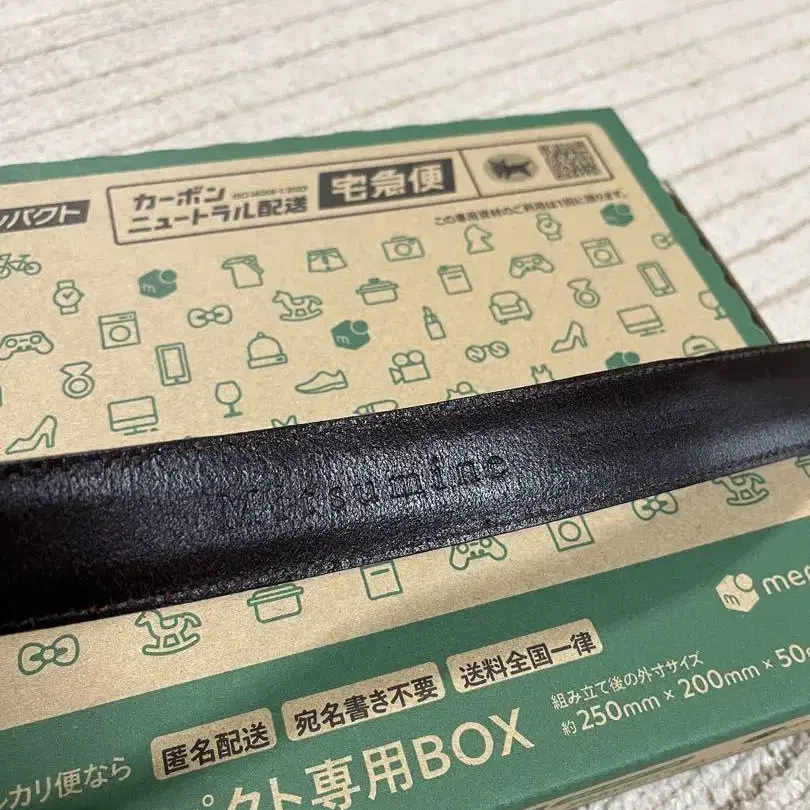 ンパクト
カーボン
ニュートラル配送
宅急便
この専用資材のご利用は1回に限ります。
Mitsumine
mer
匿名配送
宛名書き不要
送料全国一律
組み立て後の外寸サイズ
約250mm×200mm×50
ルカリ便なら
クト専用BOX